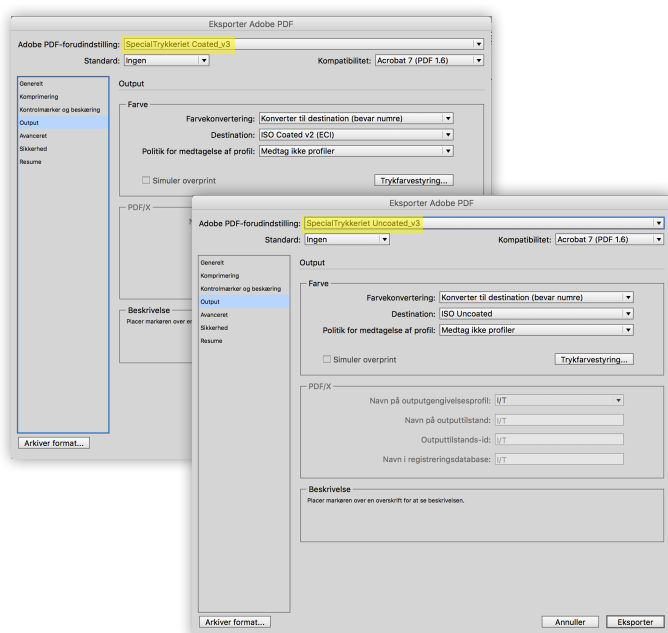 Eksporter Adobe PDF
Adobe PDF-forudindstilling: SpecialTrykkeriet Coated_v3
Standard: Ingen Kompatibilitet: Acrobat 7 (PDF 1.6)
Generelt
Komprimering
Kontrolmærker og beskæring
Output
Avanceret
Sikkerhed
Resume
Output
Farve
Farvekonvertering: Konverter til destination (bevar numre)
Destination: ISO Coated v2 (ECI)
Politik for medtagelse af profil: Medtag ikke profiler
Simuler overprint Trykfarvestyring...
PDF/X
Beskrivelse
Placer markøren over er
Arkiver format...
Eksporter Adobe PDF
Adobe PDF-forudindstilling: SpecialTrykkeriet Uncoated_v3
Standard: Ingen Kompatibilitet: Acrobat 7 (PDF 1.6)
Generelt
Komprimering
Kontrolmærker og beskæring
Output
Avanceret
Sikkerhed
Resume
Output
Farve
Farvekonvertering: Konverter til destination (bevar numre)
Destination: ISO Uncoated
Politik for medtagelse af profil: Medtag ikke profiler
Simuler overprint Trykfarvestyring...
PDF/X
Navn på outputgengivelsesprofil: I/T
Navn på outputtilstand: I/T
Outputtilstands-id: I/T
Navn i registreringsdatabase: I/T
Beskrivelse
Placer markøren over en overskrift for at se beskrivelsen.
Arkiver format... Annuller Eksporter